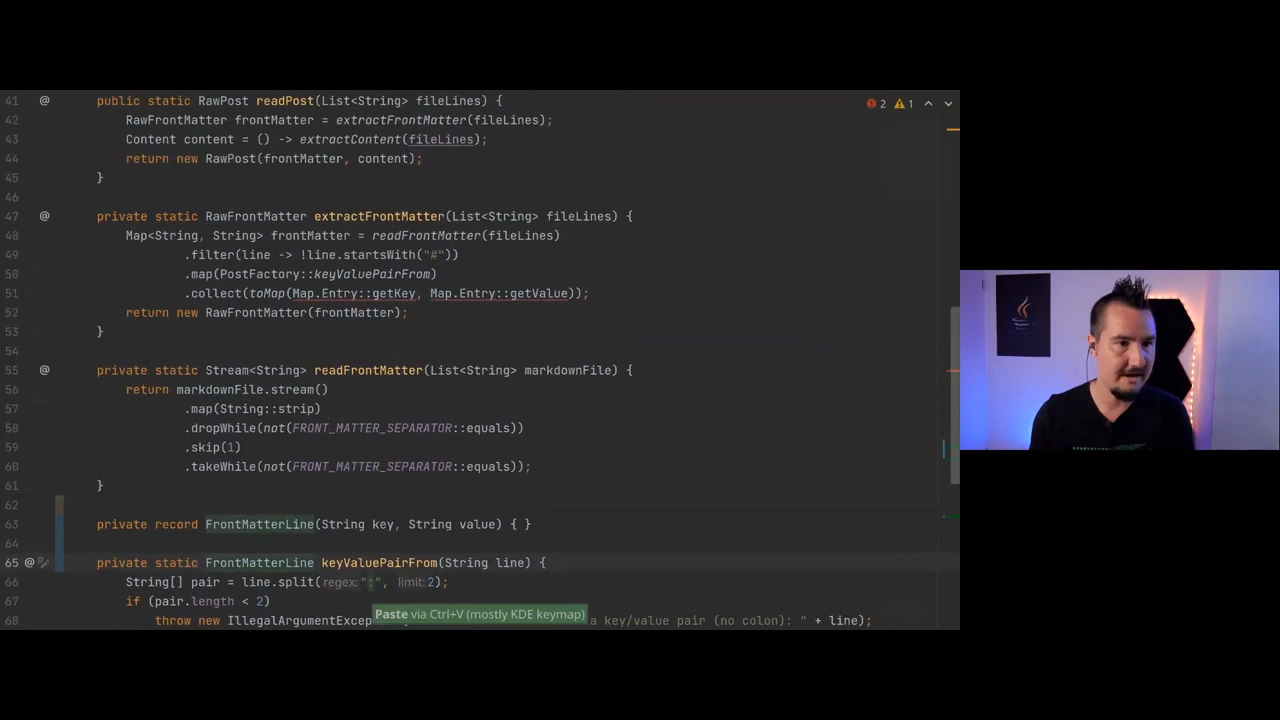 41 @ public static RawPost readPost(List<String> fileLines) {
2 1
42 RawFrontMatter frontMatter = extractFrontMatter(fileLines);
43 Content content = () -> extractContent(fileLines);
44 return new RawPost(frontMatter, content);
45 }
46
47 @ private static RawFrontMatter extractFrontMatter(List<String> fileLines) {
48 Map<String, String> frontMatter = readFrontMatter(fileLines)
49 .filter(line -> !line.startsWith("#"))
50 .map(PostFactory::keyValuePairFrom)
51 .collect(toMap(Map.Entry::getKey, Map.Entry::getValue));
52 return new RawFrontMatter(frontMatter);
53 }
54
55 @ private static Stream<String> readFrontMatter(List<String> markdownFile) {
56 return markdownFile.stream()
57 .map(String::strip)
58 .dropWhile(not(FRONT_MATTER_SEPARATOR::equals))
59 .skip(1)
60 .takeWhile(not(FRONT_MATTER_SEPARATOR::equals));
61 }
62
63 private record FrontMatterLine(String key, String value) { }
64
65 @ private static FrontMatterLine keyValuePairFrom(String line) {
66 String[] pair = line.split( regex: ":", limit: 2);
67 if (pair.length < 2)
Paste via Ctrl+V (mostly KDE keymap)
68 throw new a key/value pair (no colon): " + line);